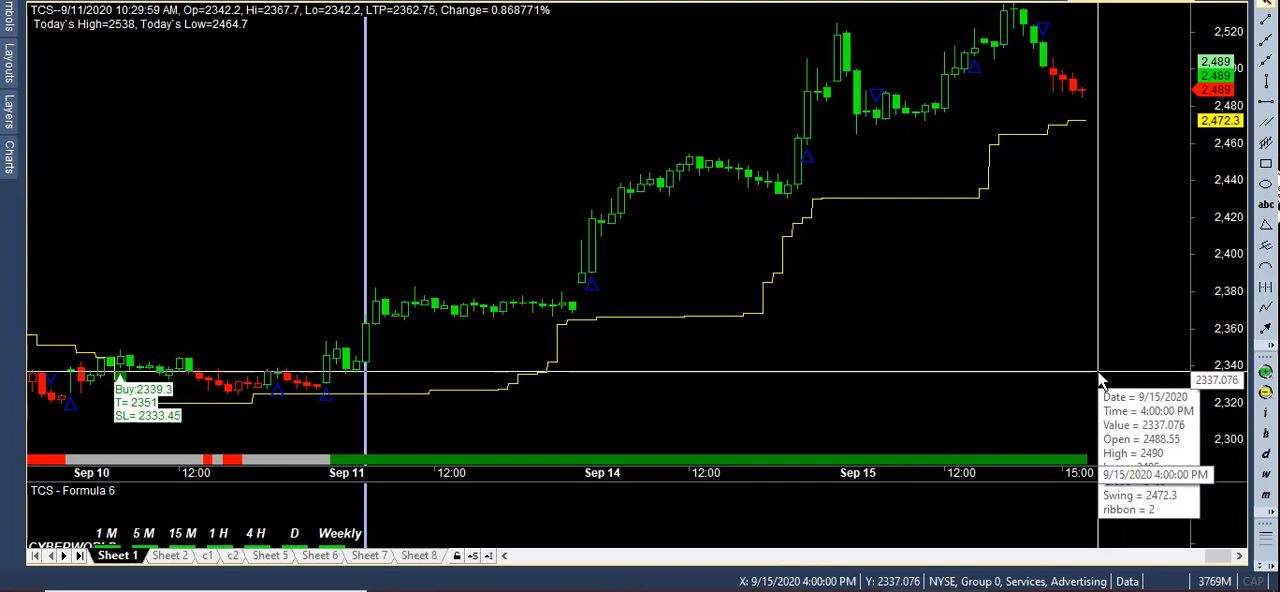 TCS--9/11/2020 10:29:59 AM, Op=2342.2, Hi=2367.7, Lo=2342.2, LTP=2362.75, Change= 0.868771%
Today`s High=2538, Today`s Low=2464.7
mbols
Layouts
Layers
Charts
2,520
2,489
2,489
2,489
2,480
2,472.3
2,460
2,440
2,420
2,400
2,380
2,360
2,340
2337.076
2,320
2,300
Buy:2339.3
T= 2351
SL= 2333.45
Date = 9/15/2020
Time = 4:00:00 PM
Value = 2337.076
Open = 2488.55
High = 2490
9/15/2020 4:00:00 PM
Swing = 2472.3
ribbon = 2
Sep 10 12:00 Sep 11 12:00 Sep 14 12:00 Sep 15 12:00 15:00
TCS - Formula 6
1 M 5 M 15 M 1 H 4 H D Weekly
CYBERWORLD
Sheet 1 Sheet 2 c1 c2 Sheet 5 Sheet 6 Sheet 7 Sheet 8
X: 9/15/2020 4:00:00 PM Y: 2337.076 NYSE, Group 0, Services, Advertising Data 3769M CAP
abc
i
h
d
w
m